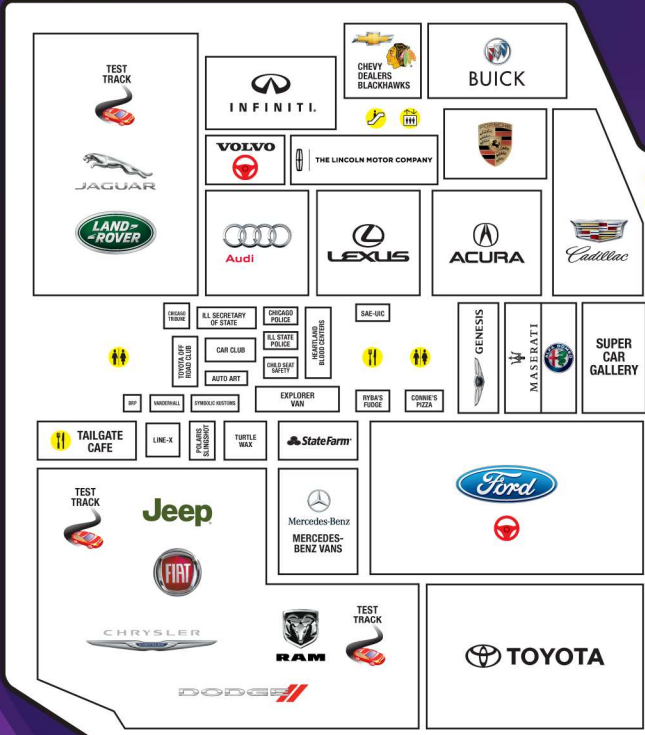 TEST
TRACK
JAGUAR
LAND-
ROVER
INFINITI.
CHEVY
DEALERS
BLACKHAWKS
BUICK
VOLVO
LINCOLN
THE LINCOLN MOTOR COMPANY
PORSCHE
Audi
LEXUS
ACURA
Cadillac
CHICAGO
TRIBUNE
ILL SECRETARY
OF STATE
CHICAGO
POLICE
HEARTLAND
BLOOD CENTERS
SAE-UIC
TOYOTA OFF
ROAD CLUB
CAR CLUB
ILL STATE
POLICE
CHILD SEAT
SAFETY
AUTO ART
GENESIS
MASERATI
SUPER
CAR
GALLERY
BRP
VANDERHALL
SYMBOLIC KUSTOMS
EXPLORER
VAN
RYBA'S
FUDGE
CONNIE'S
PIZZA
TAILGATE
CAFE
LINE-X
POLARIS
SLINGSHOT
TURTLE
WAX
StateFarm
TEST
TRACK
Jeep
FIAT
CHRYSLER
Mercedes-Benz
MERCEDES-
BENZ VANS
Ford
RAM
TEST
TRACK
DODGE
TOYOTA